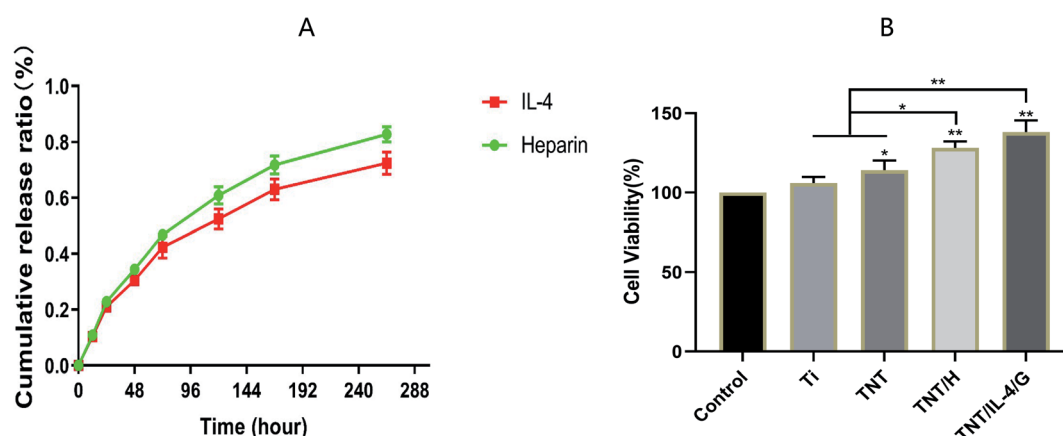 A
Cumulative release ratio (%)
1.0
0.8
0.6
0.4
0.2
0.0
0
48
96
144
192
240
288
Time (hour)
IL-4
Heparin
B
Cell Viability(%)
150
100
50
0
**
*
*
**
**
Control
Ti
TNT
TNT/H
TNT/IL-4/G